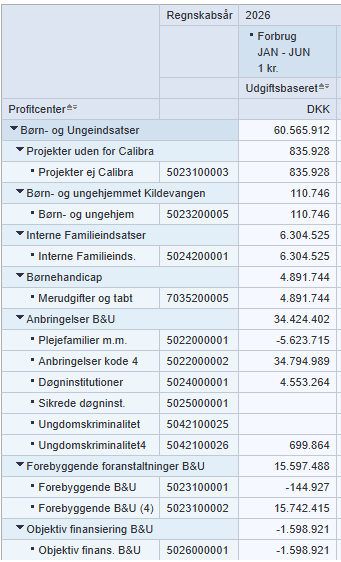 Regnskabsår 2026
Forbrug
JAN - JUN
1 kr.
Udgiftsbaseret
Profitcenter DKK
Børn- og Ungeindsatser 60.565.912
Projekter uden for Calibra 835.928
Projekter ej Calibra 5023100003 835.928
Børn- og ungehjemmet Kildevangen 110.746
Børn- og ungehjem 5023200005 110.746
Interne Familieindsatser 6.304.525
Interne Familieinds. 5024200001 6.304.525
Børnehandicap 4.891.744
Merudgifter og tabt 7035200005 4.891.744
Anbringelser B&U 34.424.402
Plejefamilier m.m. 5022000001 -5.623.715
Anbringelser kode 4 5022000002 34.794.989
Døgninstitutioner 5024000001 4.553.264
Sikrede døgninst. 5025000001
Ungdomskriminalitet 5042100025
Ungdomskriminalitet4 5042100026 699.864
Forebyggende foranstaltninger B&U 15.597.488
Forebyggende B&U 5023100001 -144.927
Forebyggende B&U (4) 5023100002 15.742.415
Objektiv finansiering B&U -1.598.921
Objektiv finans. B&U 5026000001 -1.598.921